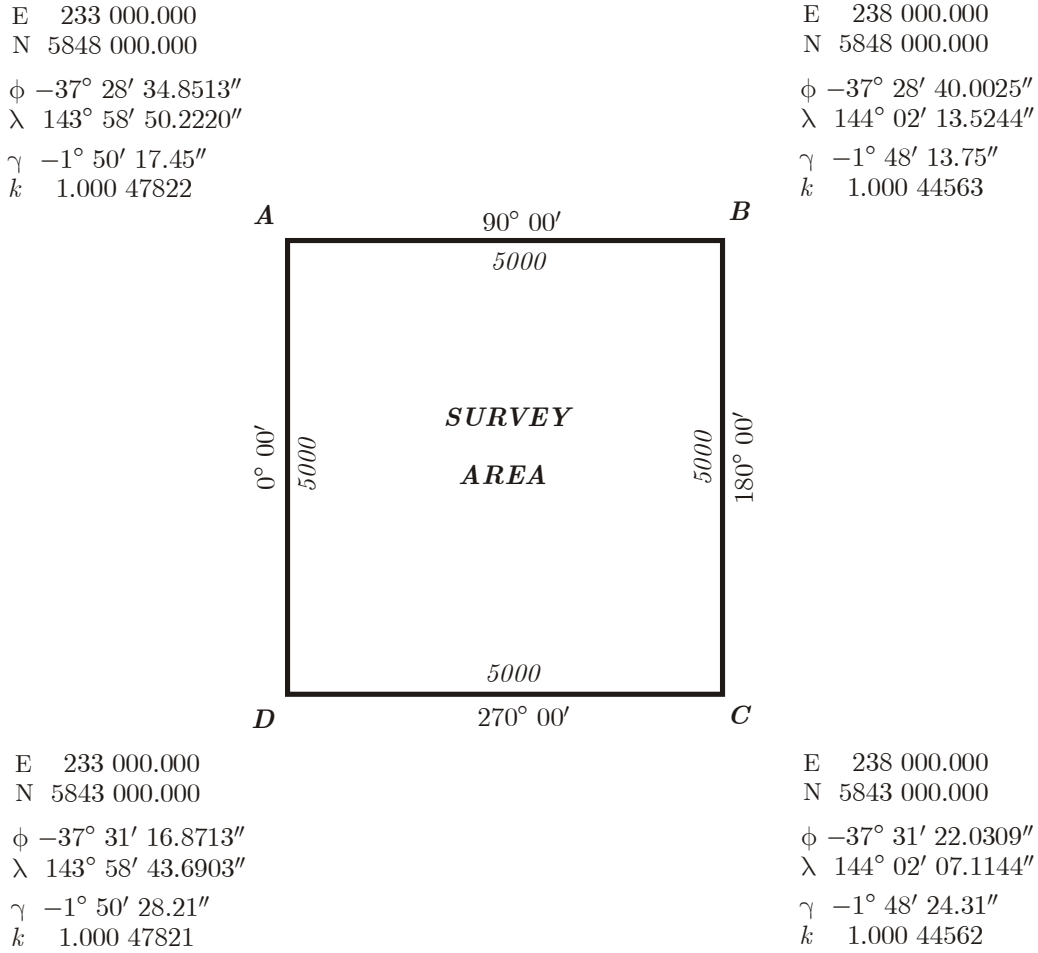 E 233 000.000
N 5848 000.000
ϕ −37° 28′ 34.8513″
λ 143° 58′ 50.2220″
γ −1° 50′ 17.45″
k 1.000 47822
E 238 000.000
N 5848 000.000
ϕ −37° 28′ 40.0025″
λ 144° 02′ 13.5244″
γ −1° 48′ 13.75″
k 1.000 44563
A
90° 00′
B
5000
SURVEY
AREA
0° 00′
5000
5000
180° 00′
5000
D
270° 00′
C
E 233 000.000
N 5843 000.000
ϕ −37° 31′ 16.8713″
λ 143° 58′ 43.6903″
γ −1° 50′ 28.21″
k 1.000 47821
E 238 000.000
N 5843 000.000
ϕ −37° 31′ 22.0309″
λ 144° 02′ 07.1144″
γ −1° 48′ 24.31″
k 1.000 44562